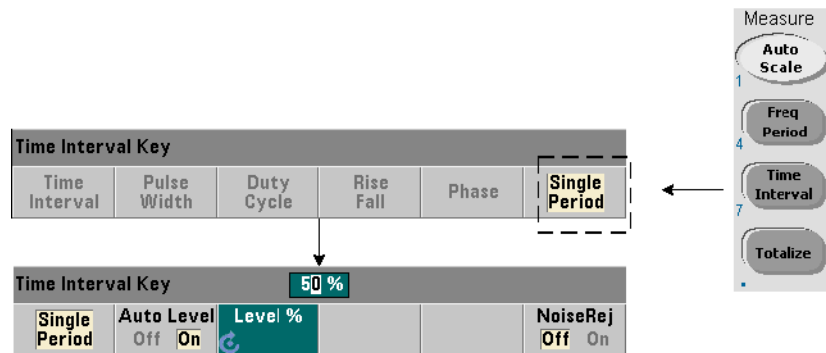 Measure
Auto
Scale
1
Freq
Period
4
Time
Interval
7
Totalize
.
Time Interval Key
Time
Interval
Pulse
Width
Duty
Cycle
Rise
Fall
Phase
Single
Period
Time Interval Key
50 %
Single
Period
Auto Level
Off On
Level %
NoiseRej
Off On